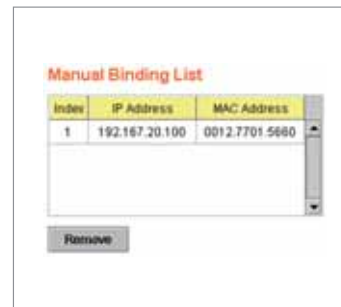 Manual Binding List
Index IP Address MAC Address
1 192.167.20.100 0012.7701.5660
Remove